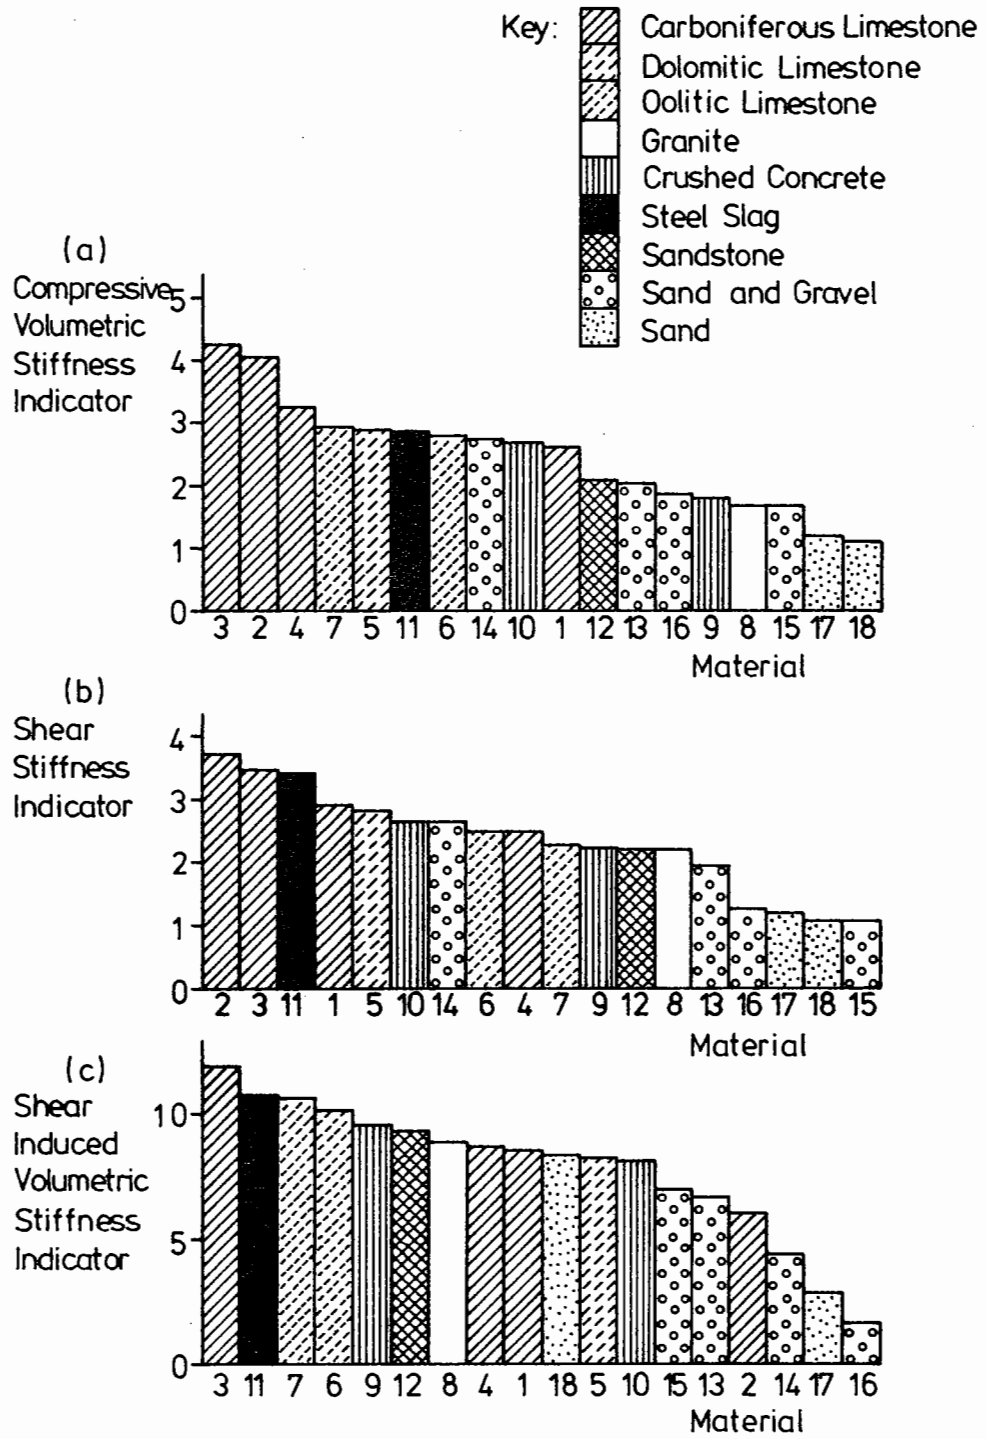 Key:
Carboniferous Limestone
Dolomitic Limestone
Oolitic Limestone
Granite
Crushed Concrete
Steel Slag
Sandstone
Sand and Gravel
Sand
(a)
Compressive
Volumetric
Stiffness
Indicator
5
4
3
2
1
0
3 2 4 7 5 11 6 14 10 1 12 13 16 9 8 15 17 18
Material
(b)
Shear
Stiffness
Indicator
4
3
2
1
0
2 3 11 1 5 10 14 6 4 7 9 12 8 13 16 17 18 15
Material
(c)
Shear
Induced
Volumetric
Stiffness
Indicator
10
5
0
3 11 7 6 9 12 8 4 1 18 5 10 15 13 2 14 17 16
Material